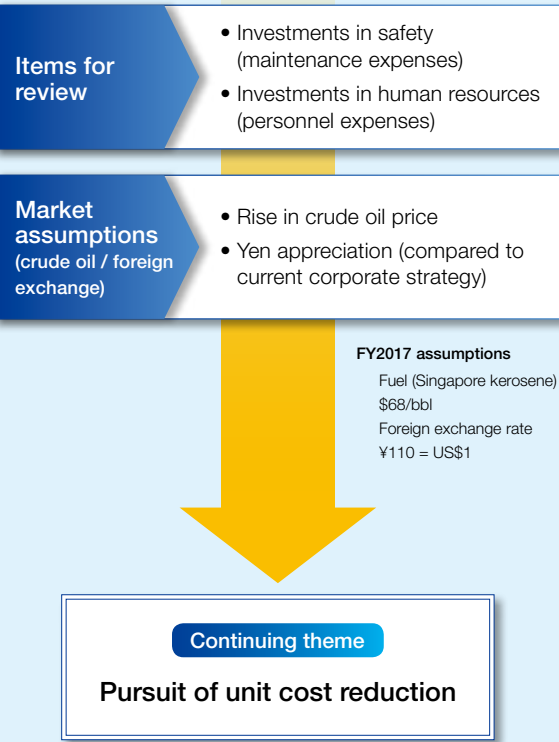 Items for
review
• Investments in safety
(maintenance expenses)
• Investments in human resources
(personnel expenses)
Market
assumptions
(crude oil / foreign
exchange)
• Rise in crude oil price
• Yen appreciation (compared to
current corporate strategy)
FY2017 assumptions
Fuel (Singapore kerosene)
$68/bbl
Foreign exchange rate
¥110 = US$1
Continuing theme
Pursuit of unit cost reduction